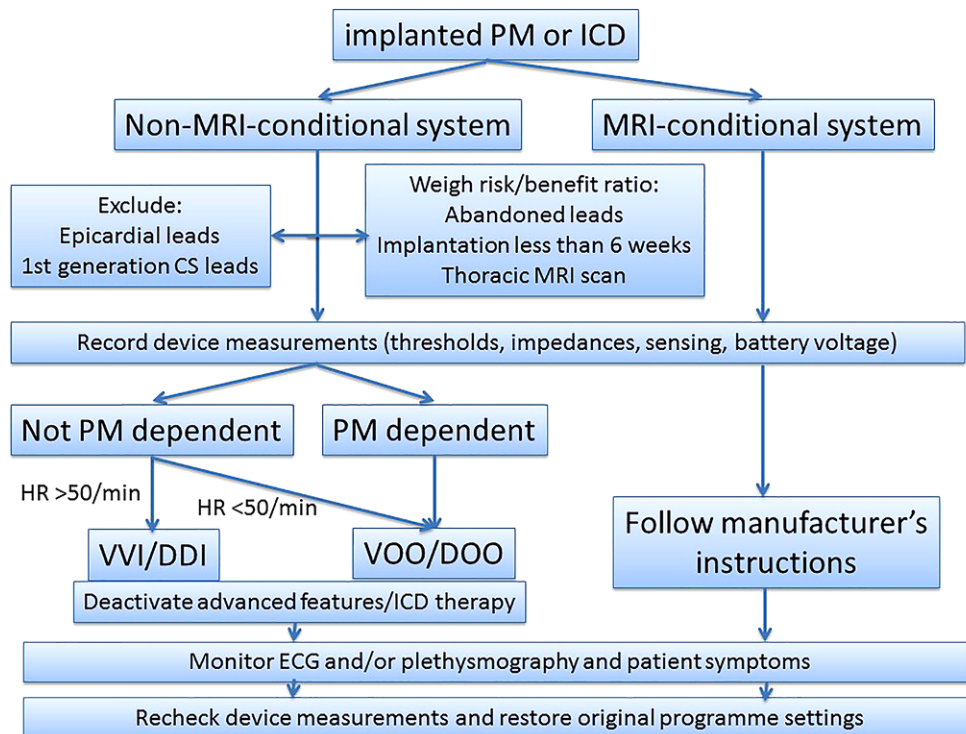 implanted PM or ICD
Non-MRI-conditional system
MRI-conditional system
Exclude:
Epicardial leads
1st generation CS leads
Weigh risk/benefit ratio:
Abandoned leads
Implantation less than 6 weeks
Thoracic MRI scan
Record device measurements (thresholds, impedances, sensing, battery voltage)
Not PM dependent
PM dependent
HR >50/min
HR <50/min
VVI/DDI
VOO/DOO
Deactivate advanced features/ICD therapy
Follow manufacturer's
instructions
Monitor ECG and/or plethysmography and patient symptoms
Recheck device measurements and restore original programme settings